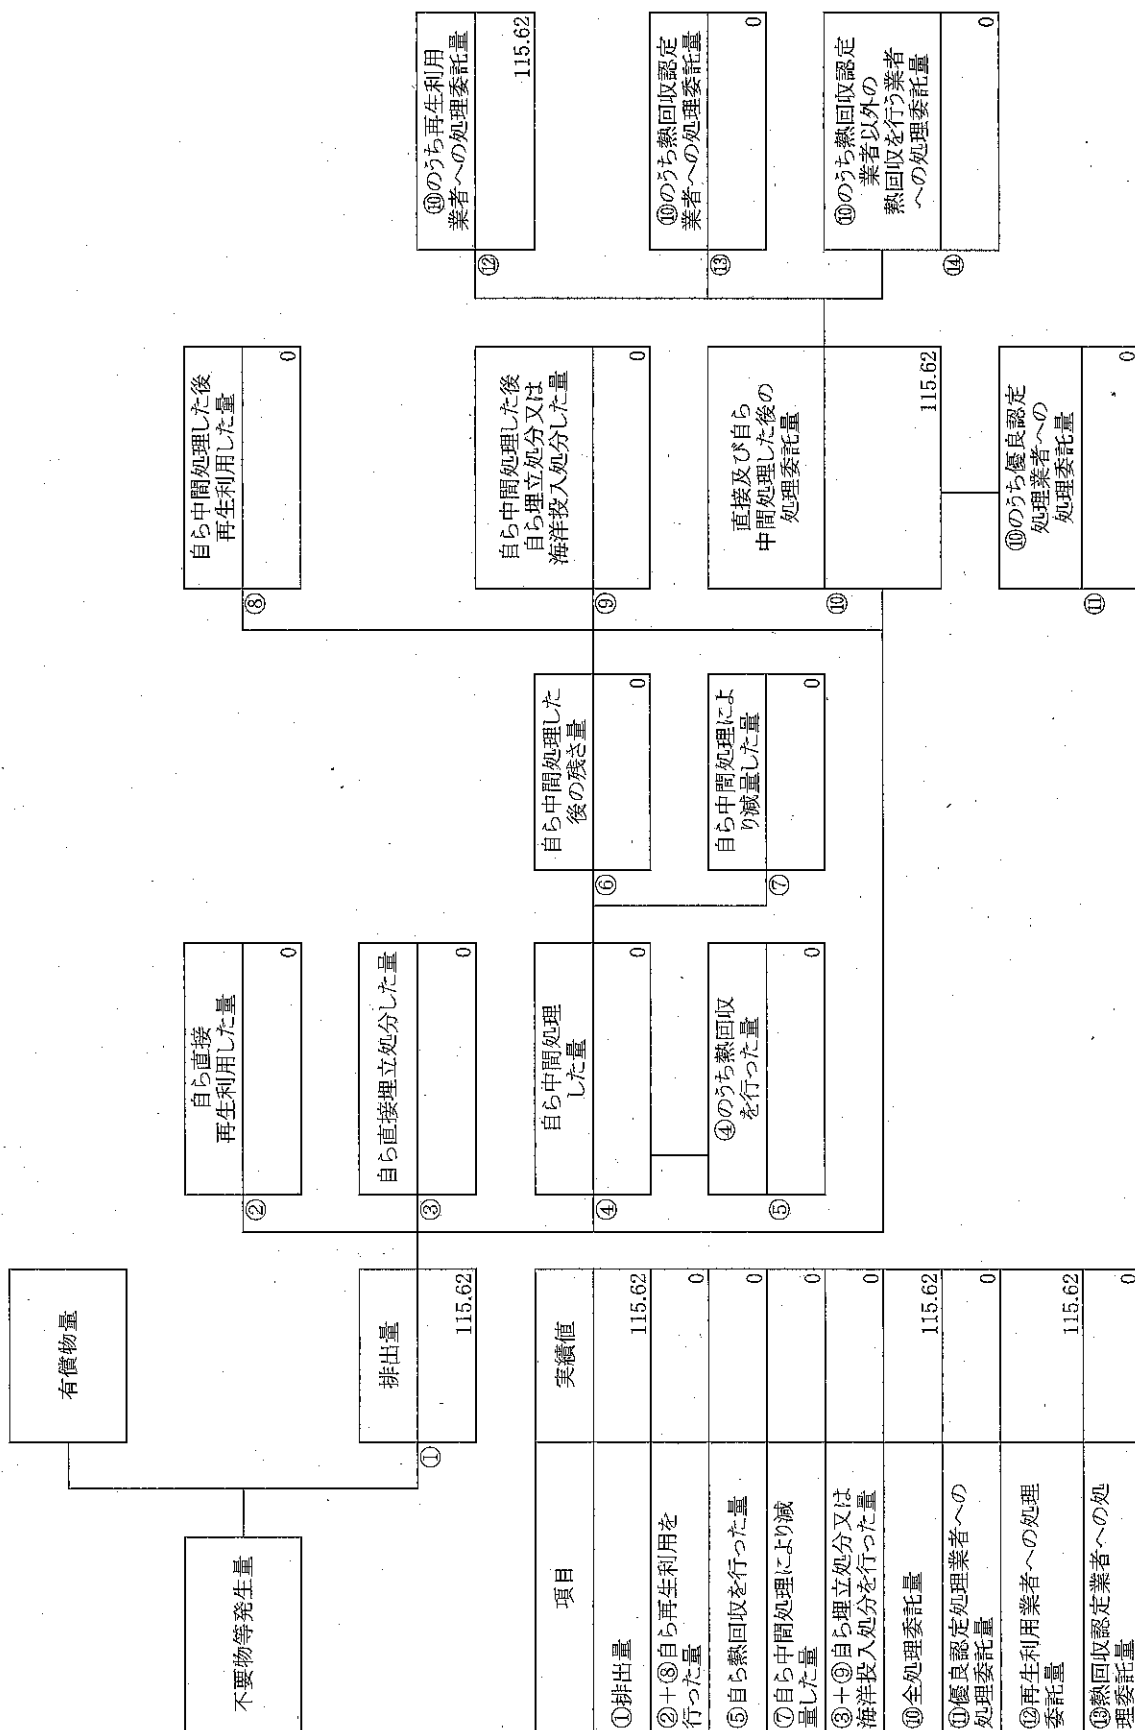 不要物等発生量
有償物量
排出量
①
115.62
自ら直接
再生利用した量
②
0
自ら直接埋立処分した量
③
0
自ら中間処理
した量
④
0
④のうち熱回収
を行った量
⑤
0
自ら中間処理した
後の残さ量
⑥
0
自ら中間処理によ
り減量した量
⑦
0
自ら中間処理した後
再生利用した量
⑧
0
自ら中間処理した後
自ら埋立処分又は
海洋投入処分した量
⑨
0
直接及び自ら
中間処理した後の
処理委託量
⑩
115.62
⑩のうち優良認定
処理業者への
処理委託量
⑪
0
⑩のうち再生利用
業者への処理委託量
⑫
115.62
⑩のうち熱回収認定
業者への処理委託量
⑬
0
⑩のうち熱回収認定
業者以外の
熱回収を行う業者
への処理委託量
⑭
0
項目 実績値
①排出量 115.62
②+⑧自ら再生利用を
行った量 0
⑤自ら熱回収を行った量 0
⑦自ら中間処理により減
量した量 0
③+⑨自ら埋立処分又は
海洋投入処分を行った量 0
⑩全処理委託量 115.62
⑪優良認定処理業者への
処理委託量 0
⑫再生利用業者への処理
委託量 115.62
⑬熱回収認定業者への処
理委託量 0